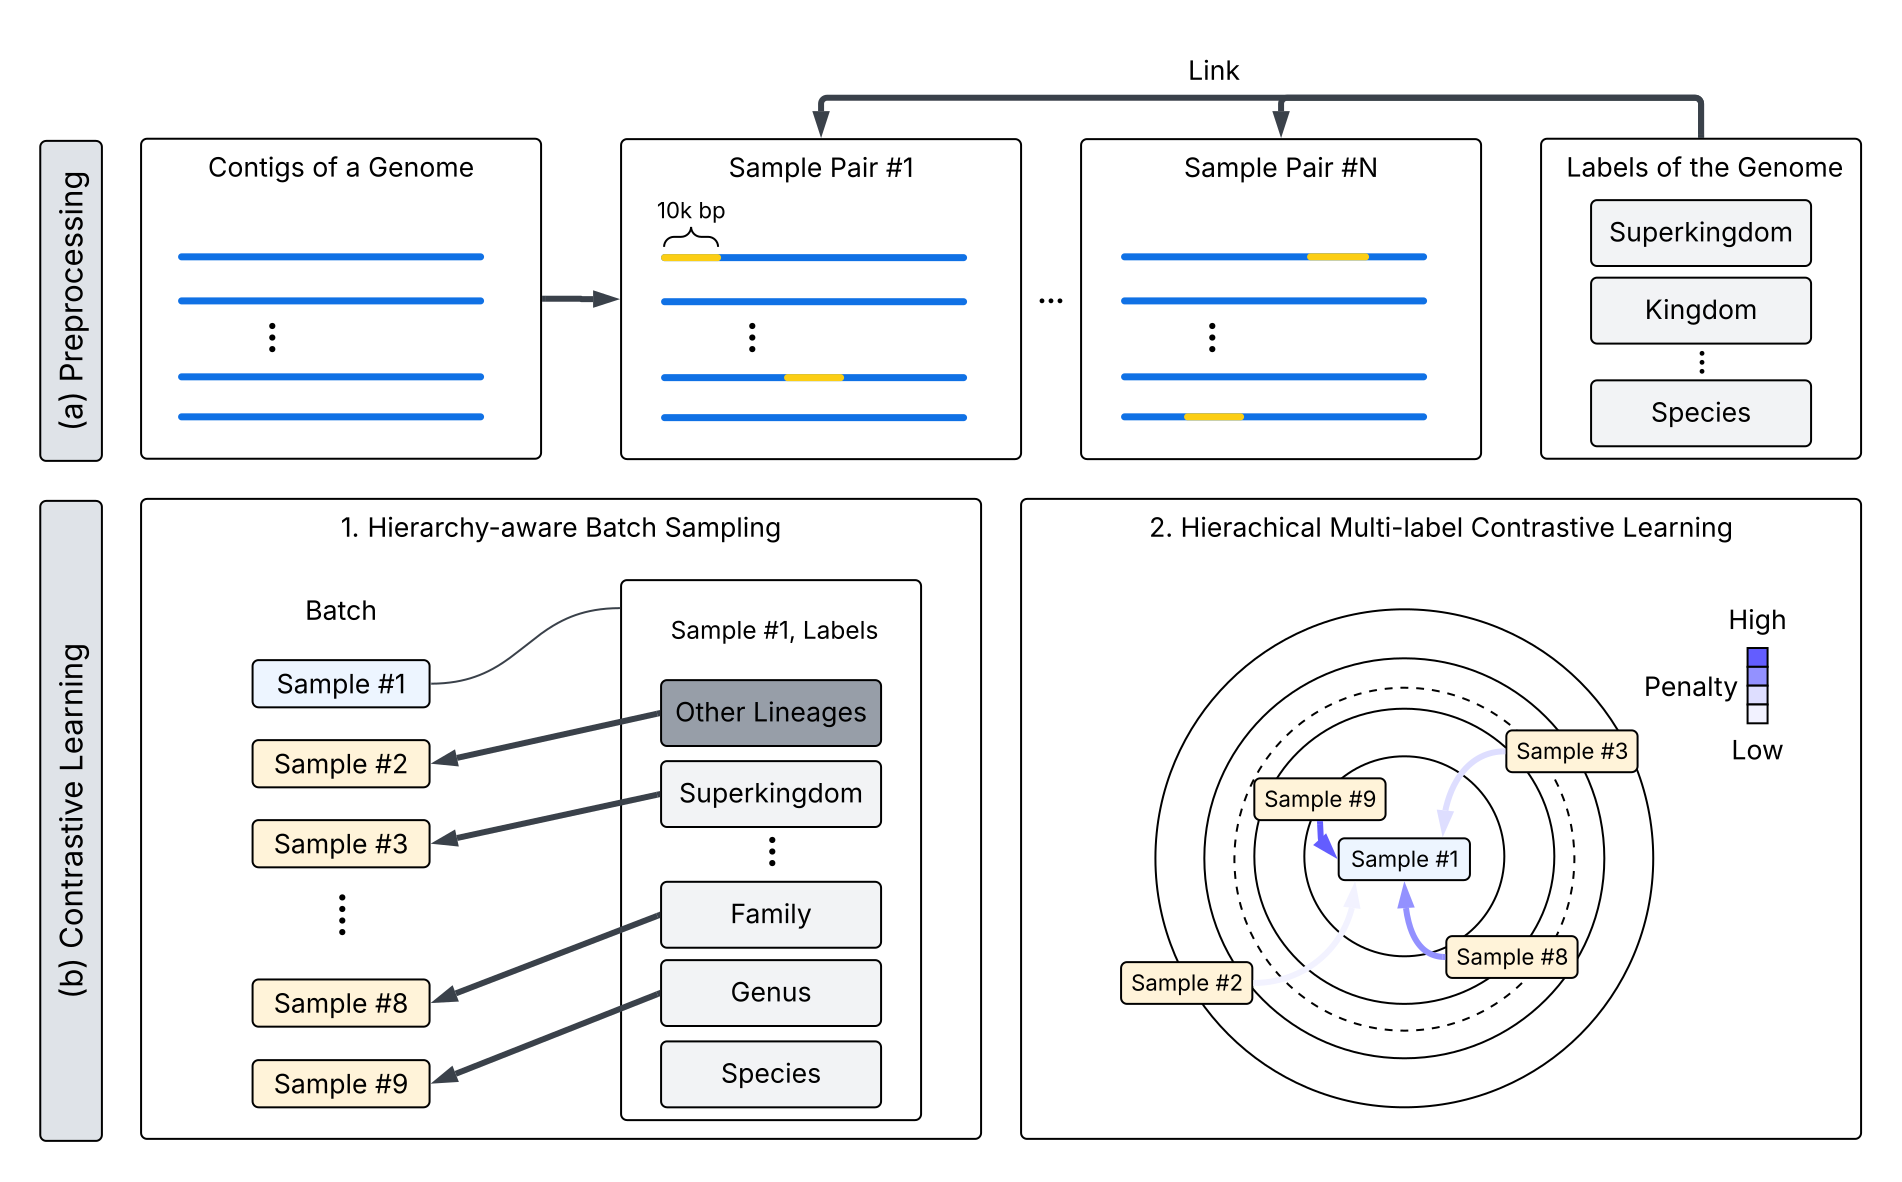 Link
(a) Preprocessing
Contigs of a Genome
Sample Pair #1
10k bp
...
Sample Pair #N
Labels of the Genome
Superkingdom
Kingdom
Species
(b) Contrastive Learning
1. Hierarchy-aware Batch Sampling
Batch
Sample #1
Sample #2
Sample #3
Sample #8
Sample #9
Sample #1, Labels
Other Lineages
Superkingdom
Family
Genus
Species
2. Hierachical Multi-label Contrastive Learning
High
Penalty
Low
Sample #3
Sample #9
Sample #1
Sample #8
Sample #2